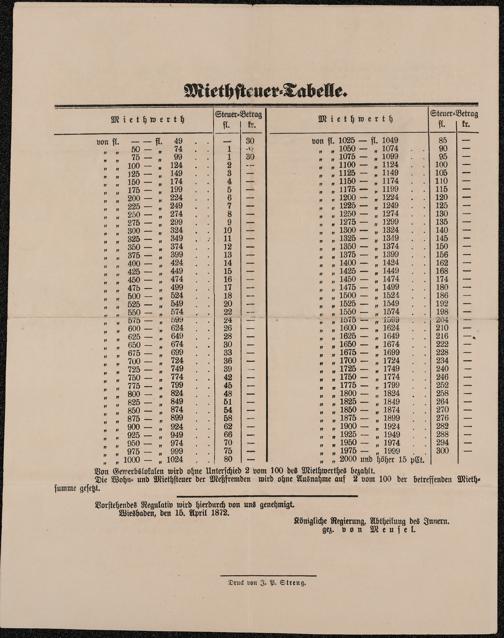 Miethsteuer-Tabelle.
Miethwerth Steuer-Betrag
fl. kr.
von fl. — — fl. 49 . . — 30
„ „ 50 — „ 74 . . 1 —
„ „ 75 — „ 99 . . 1 30
„ „ 100 — „ 124 . . 2 —
„ „ 125 — „ 149 . . 3 —
„ „ 150 — „ 174 . . 4 —
„ „ 175 — „ 199 . . 5 —
„ „ 200 — „ 224 . . 6 —
„ „ 225 — „ 249 . . 7 —
„ „ 250 — „ 274 . . 8 —
„ „ 275 — „ 299 . . 9 —
„ „ 300 — „ 324 . . 10 —
„ „ 325 — „ 349 . . 11 —
„ „ 350 — „ 374 . . 12 —
„ „ 375 — „ 399 . . 13 —
„ „ 400 — „ 424 . . 14 —
„ „ 425 — „ 449 . . 15 —
„ „ 450 — „ 474 . . 16 —
„ „ 475 — „ 499 . . 17 —
„ „ 500 — „ 524 . . 18 —
„ „ 525 — „ 549 . . 20 —
„ „ 550 — „ 574 . . 22 —
„ „ 575 — „ 599 . . 24 —
„ „ 600 — „ 624 . . 26 —
„ „ 625 — „ 649 . . 28 —
„ „ 650 — „ 674 . . 30 —
„ „ 675 — „ 699 . . 33 —
„ „ 700 — „ 724 . . 36 —
„ „ 725 — „ 749 . . 39 —
„ „ 750 — „ 774 . . 42 —
„ „ 775 — „ 799 . . 45 —
„ „ 800 — „ 824 . . 48 —
„ „ 825 — „ 849 . . 51 —
„ „ 850 — „ 874 . . 54 —
„ „ 875 — „ 899 . . 58 —
„ „ 900 — „ 924 . . 62 —
„ „ 925 — „ 949 . . 66 —
„ „ 950 — „ 974 . . 70 —
„ „ 975 — „ 999 . . 75 —
„ „ 1000 — „ 1024 . . 80 —
Miethwerth Steuer-Betrag
fl. kr.
von fl. 1025 — fl. 1049 . . 85 —
„ „ 1050 — „ 1074 . . 90 —
„ „ 1075 — „ 1099 . . 95 —
„ „ 1100 — „ 1124 . . 100 —
„ „ 1125 — „ 1149 . . 105 —
„ „ 1150 — „ 1174 . . 110 —
„ „ 1175 — „ 1199 . . 115 —
„ „ 1200 — „ 1224 . . 120 —
„ „ 1225 — „ 1249 . . 125 —
„ „ 1250 — „ 1274 . . 130 —
„ „ 1275 — „ 1299 . . 135 —
„ „ 1300 — „ 1324 . . 140 —
„ „ 1325 — „ 1349 . . 145 —
„ „ 1350 — „ 1374 . . 150 —
„ „ 1375 — „ 1399 . . 156 —
„ „ 1400 — „ 1424 . . 162 —
„ „ 1425 — „ 1449 . . 168 —
„ „ 1450 — „ 1474 . . 174 —
„ „ 1475 — „ 1499 . . 180 —
„ „ 1500 — „ 1524 . . 186 —
„ „ 1525 — „ 1549 . . 192 —
„ „ 1550 — „ 1574 . . 198 —
„ „ 1575 — „ 1599 . . 204 —
„ „ 1600 — „ 1624 . . 210 —
„ „ 1625 — „ 1649 . . 216 —
„ „ 1650 — „ 1674 . . 222 —
„ „ 1675 — „ 1699 . . 228 —
„ „ 1700 — „ 1724 . . 234 —
„ „ 1725 — „ 1749 . . 240 —
„ „ 1750 — „ 1774 . . 246 —
„ „ 1775 — „ 1799 . . 252 —
„ „ 1800 — „ 1824 . . 258 —
„ „ 1825 — „ 1849 . . 264 —
„ „ 1850 — „ 1874 . . 270 —
„ „ 1875 — „ 1899 . . 276 —
„ „ 1900 — „ 1924 . . 282 —
„ „ 1925 — „ 1949 . . 288 —
„ „ 1950 — „ 1974 . . 294 —
„ „ 1975 — „ 1999 . . 300 —
„ „ 2000 und höher 15 pCt.
Von Gewerbslokalen wird ohne Unterschied 2 vom 100 des Miethwerthes bezahlt.
Die Wohn- und Miethsteuer der Meßfremden wird ohne Ausnahme auf 2 vom 100 der betreffenden Mieth-
summe gesetzt.
Vorstehendes Regulativ wird hierdurch von uns genehmigt.
Wiesbaden, den 15. April 1872.
Königliche Regierung, Abtheilung des Innern.
gez. von Meusel.
Druck von J. P. Streng.